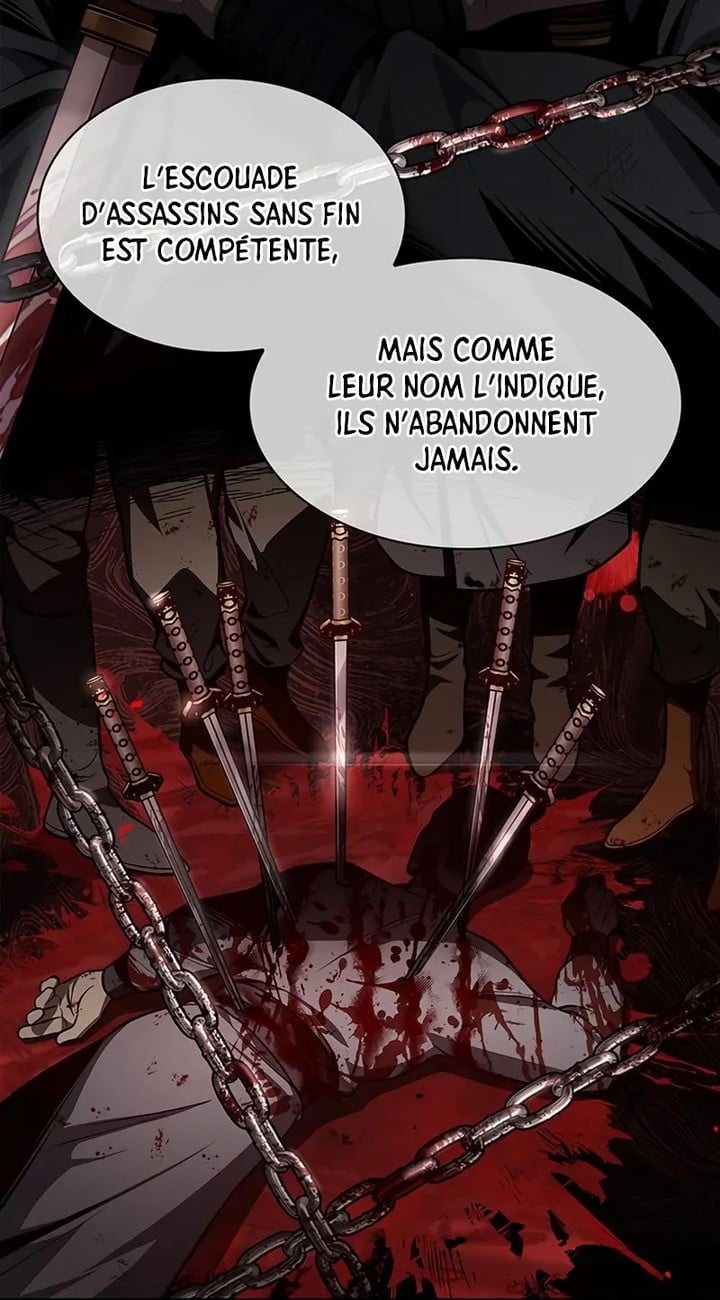 L'ESCOUADE
D'ASSASSINS SANS FIN
EST COMPÉTENTE,
MAIS COMME
LEUR NOM L'INDIQUE,
ILS N'ABANDONNENT
JAMAIS.